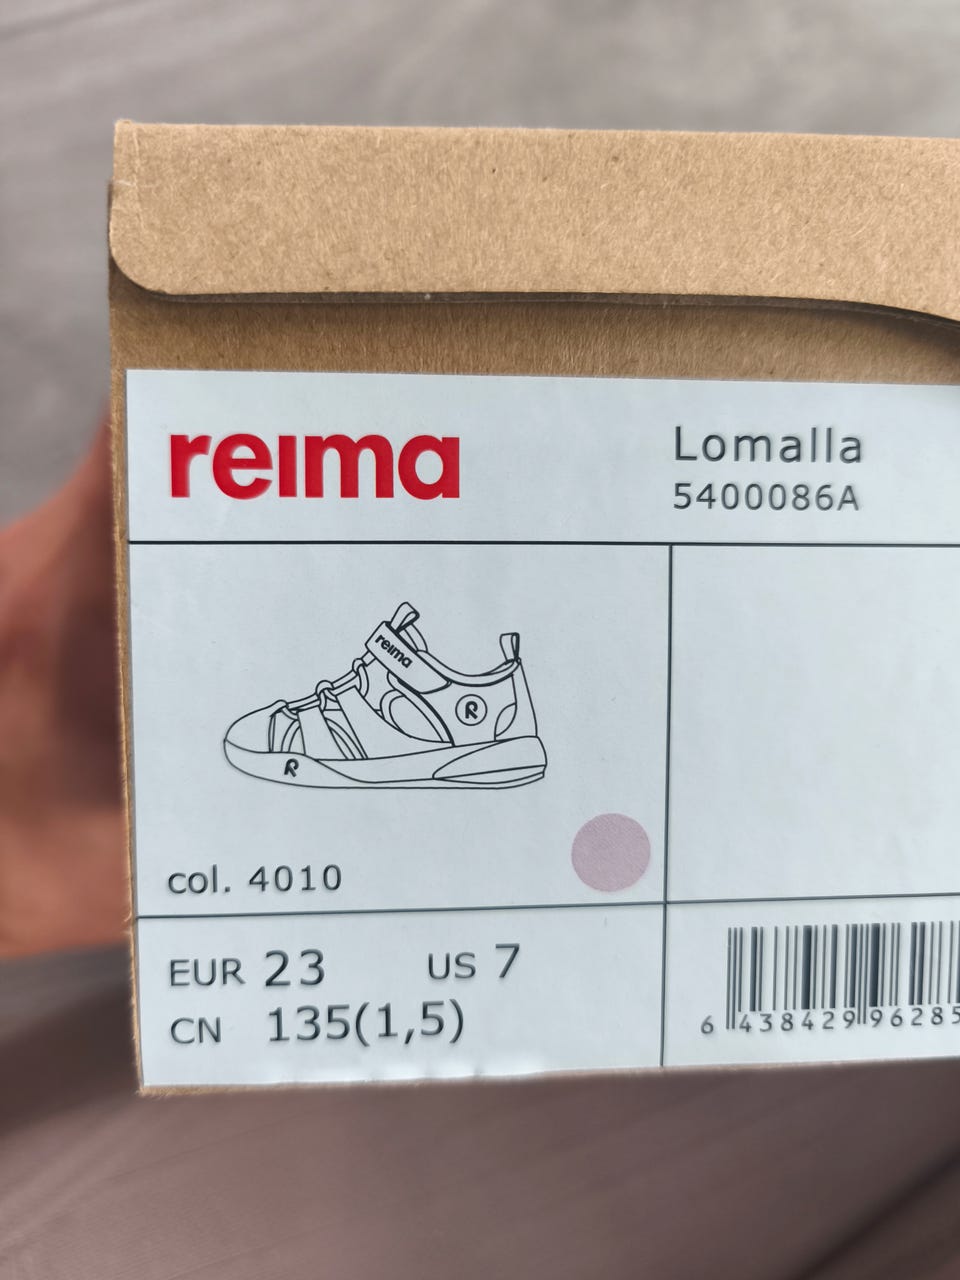 reima
Lomalla
5400086A
reima
R
R
col. 4010
EUR 23 US 7
CN 135(1,5)
6 438429 96285